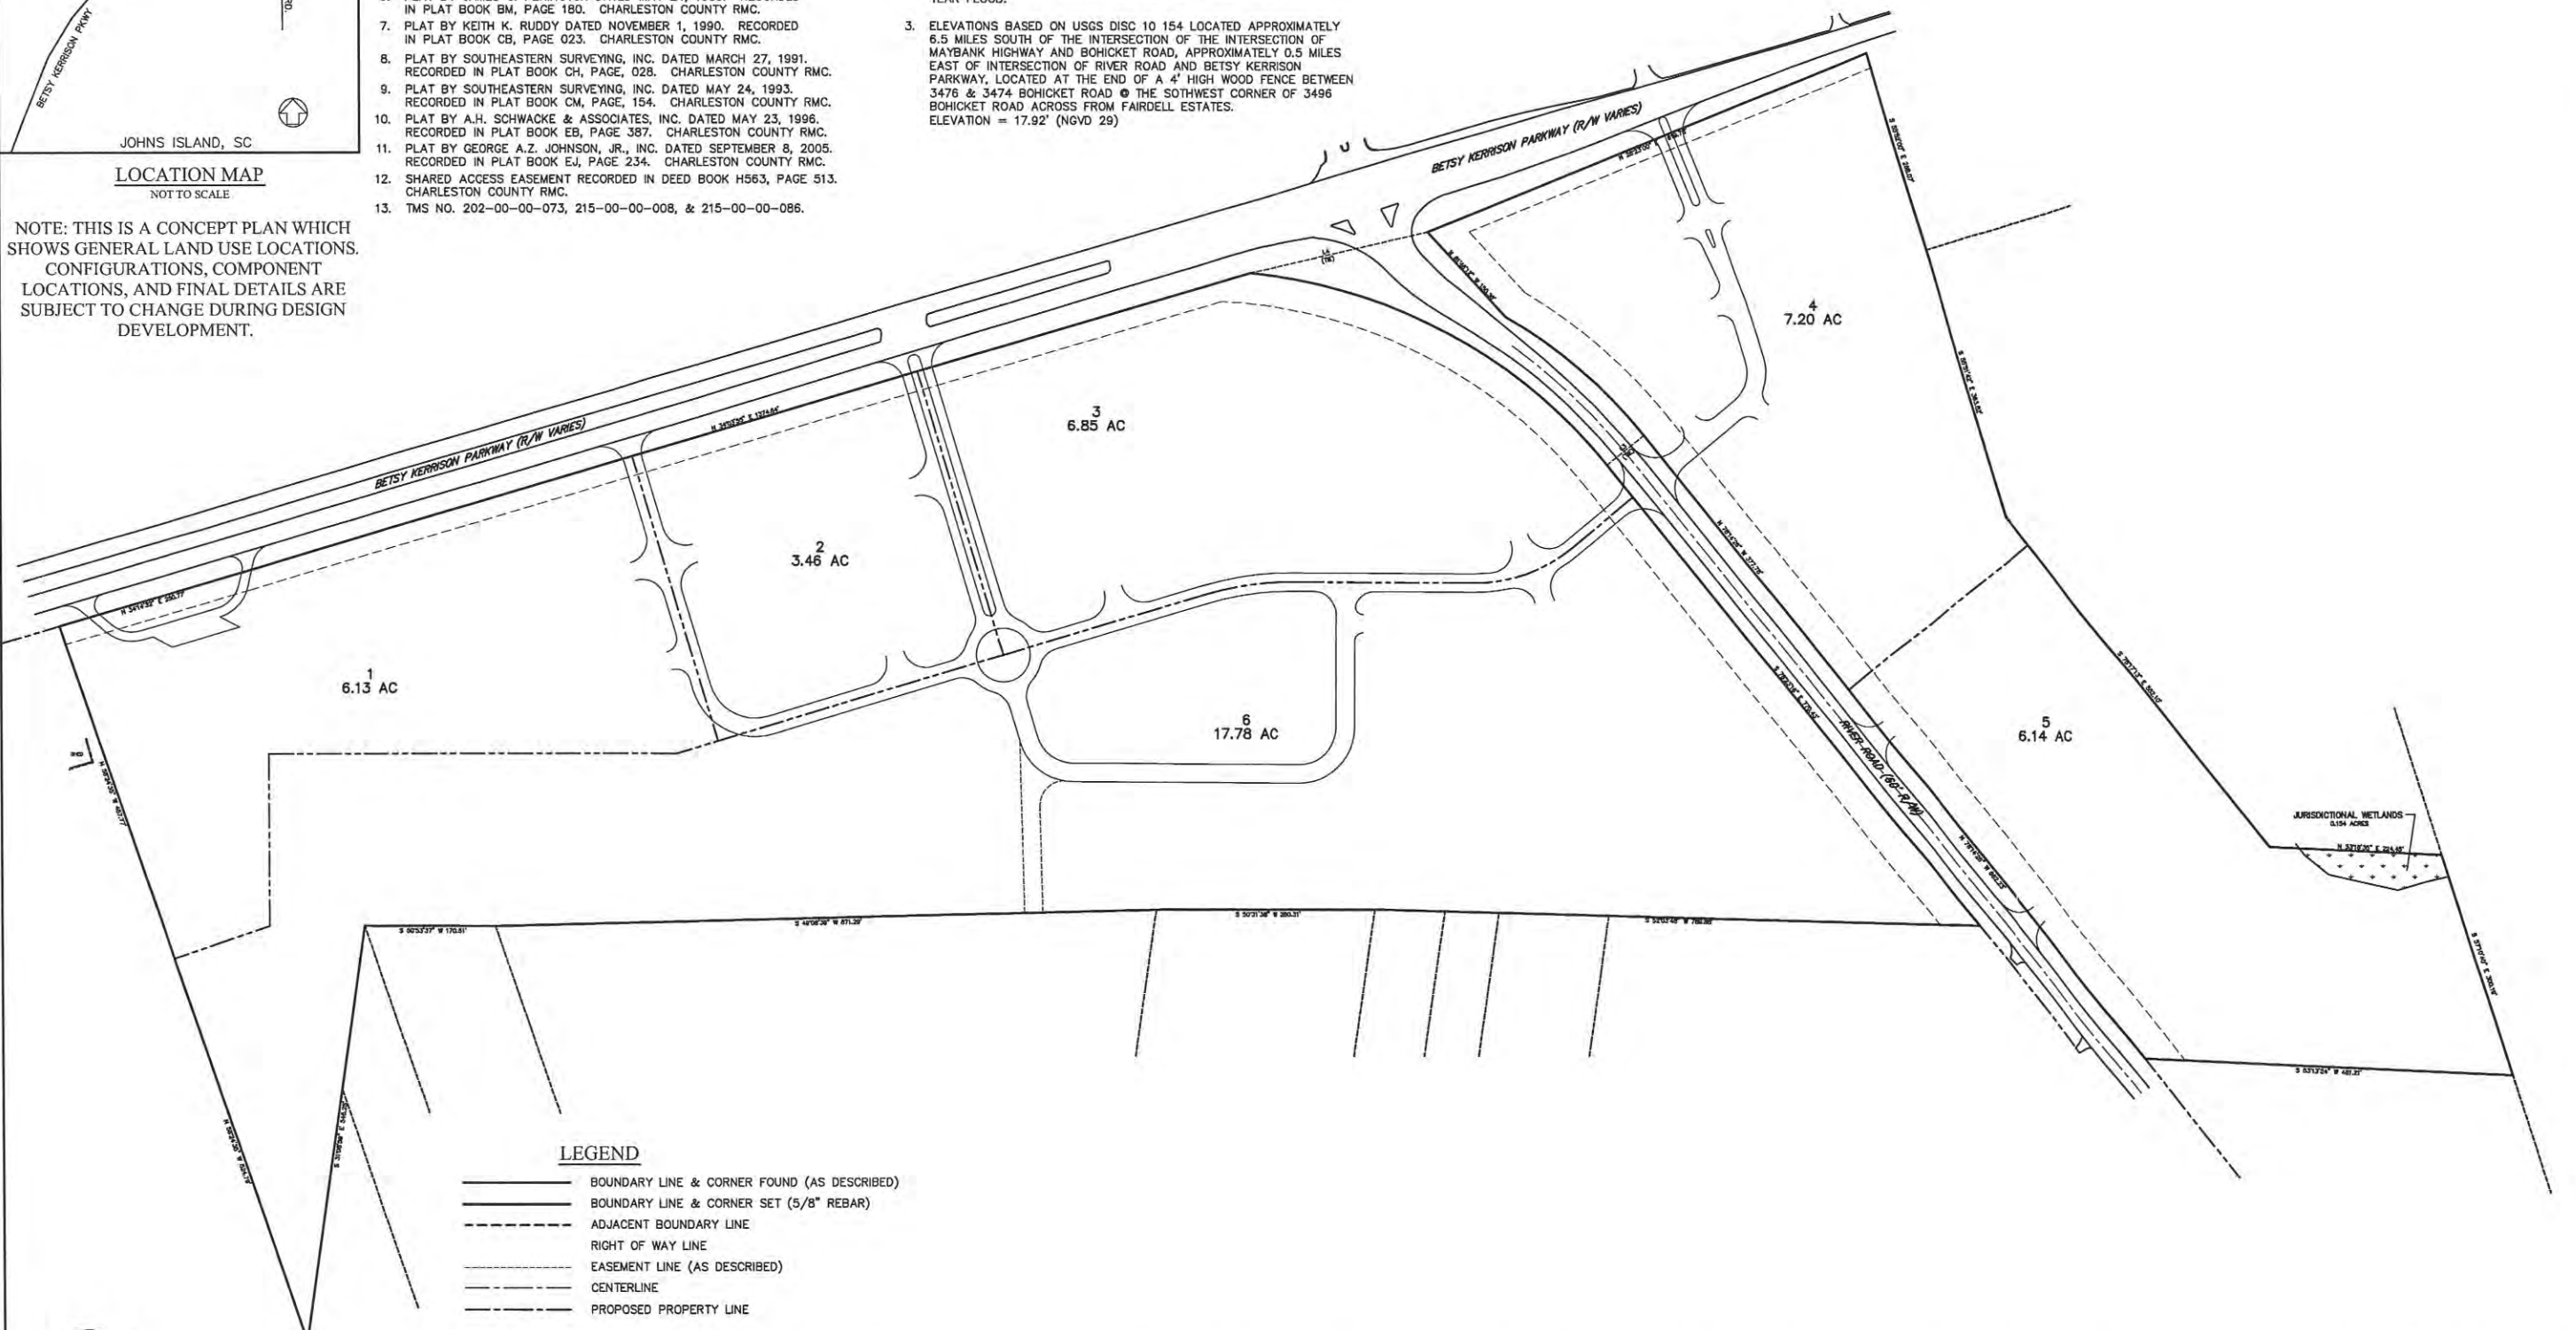 BETSY KERRISON PKWY
JOHNS ISLAND, SC
LOCATION MAP
NOT TO SCALE
NOTE: THIS IS A CONCEPT PLAN WHICH
SHOWS GENERAL LAND USE LOCATIONS.
CONFIGURATIONS, COMPONENT
LOCATIONS, AND FINAL DETAILS ARE
SUBJECT TO CHANGE DURING DESIGN
DEVELOPMENT.
IN PLAT BOOK BM, PAGE 180. CHARLESTON COUNTY RMC.
7. PLAT BY KEITH K. RUDDY DATED NOVEMBER 1, 1990. RECORDED
IN PLAT BOOK CB, PAGE 023. CHARLESTON COUNTY RMC.
8. PLAT BY SOUTHEASTERN SURVEYING, INC. DATED MARCH 27, 1991.
RECORDED IN PLAT BOOK CH, PAGE, 028. CHARLESTON COUNTY RMC.
9. PLAT BY SOUTHEASTERN SURVEYING, INC. DATED MAY 24, 1993.
RECORDED IN PLAT BOOK CM, PAGE, 154. CHARLESTON COUNTY RMC.
10. PLAT BY A.H. SCHWACKE & ASSOCIATES, INC. DATED MAY 23, 1996.
RECORDED IN PLAT BOOK EB, PAGE 387. CHARLESTON COUNTY RMC.
11. PLAT BY GEORGE A.Z. JOHNSON, JR., INC. DATED SEPTEMBER 8, 2005.
RECORDED IN PLAT BOOK EJ, PAGE 234. CHARLESTON COUNTY RMC.
12. SHARED ACCESS EASEMENT RECORDED IN DEED BOOK H563, PAGE 513.
CHARLESTON COUNTY RMC.
13. TMS NO. 202-00-00-073, 215-00-00-008, & 215-00-00-086.
3. ELEVATIONS BASED ON USGS DISC 10 154 LOCATED APPROXIMATELY
6.5 MILES SOUTH OF THE INTERSECTION OF THE INTERSECTION OF
MAYBANK HIGHWAY AND BOHICKET ROAD, APPROXIMATELY 0.5 MILES
EAST OF INTERSECTION OF RIVER ROAD AND BETSY KERRISON
PARKWAY, LOCATED AT THE END OF A 4' HIGH WOOD FENCE BETWEEN
3476 & 3474 BOHICKET ROAD @ THE SOTHWEST CORNER OF 3496
BOHICKET ROAD ACROSS FROM FAIRDELL ESTATES.
ELEVATION = 17.92' (NGVD 29)
BETSY KERRISON PARKWAY (R/W VARIES)
4
7.20 AC
3
6.85 AC
BETSY KERRISON PARKWAY (R/W VARIES)
2
3.46 AC
1
6.13 AC
6
17.78 AC
5
6.14 AC
RIVER ROAD (60' R/W)
JURISDICTIONAL WETLANDS
0.154 ACRES
LEGEND
BOUNDARY LINE & CORNER FOUND (AS DESCRIBED)
BOUNDARY LINE & CORNER SET (5/8" REBAR)
ADJACENT BOUNDARY LINE
RIGHT OF WAY LINE
EASEMENT LINE (AS DESCRIBED)
CENTERLINE
PROPOSED PROPERTY LINE